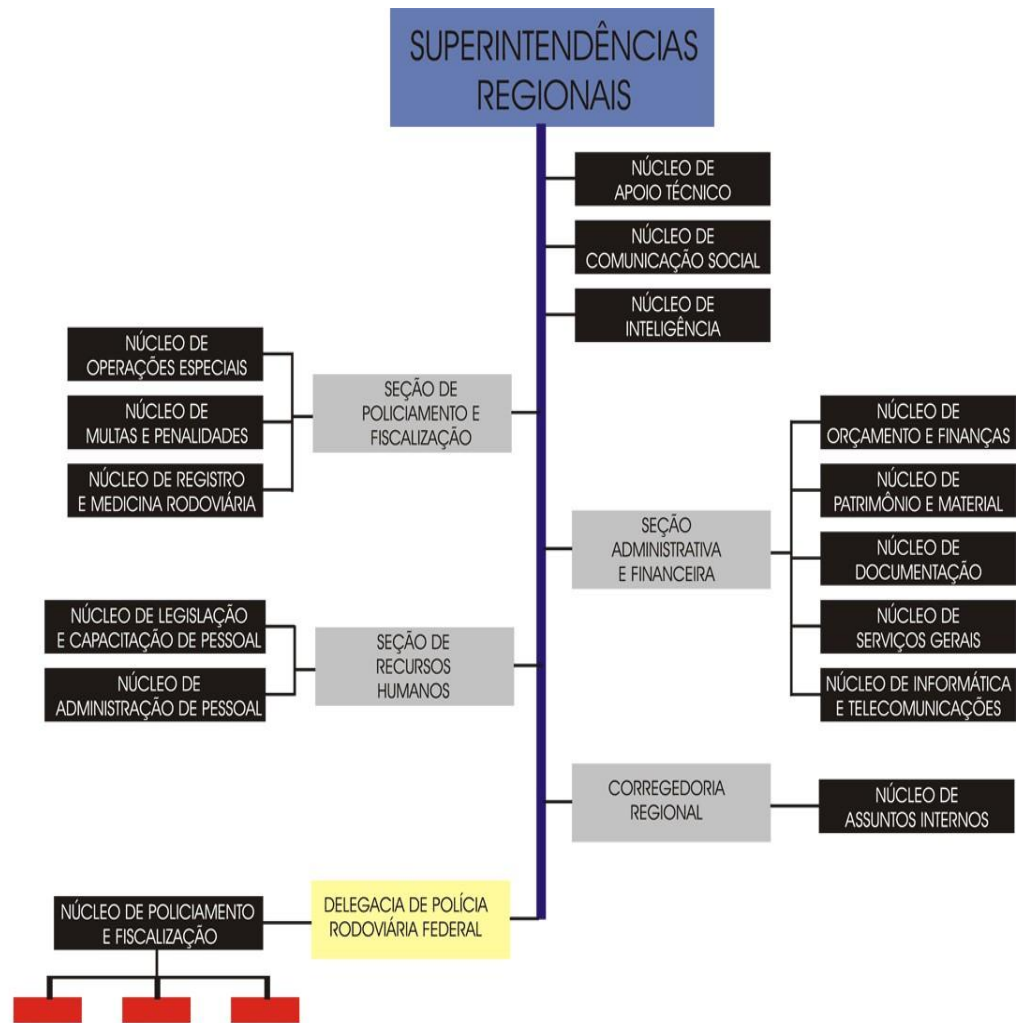 SUPERINTENDÊNCIAS
REGIONAIS
NÚCLEO DE
APOIO TÉCNICO
NÚCLEO DE
COMUNICAÇÃO SOCIAL
NÚCLEO DE
INTELIGÊNCIA
NÚCLEO DE
OPERAÇÕES ESPECIAIS
NÚCLEO DE
MULTAS E PENALIDADES
NÚCLEO DE REGISTRO
E MEDICINA RODOVIÁRIA
SEÇÃO DE
POLICIAMENTO E
FISCALIZAÇÃO
SEÇÃO
ADMINISTRATIVA
E FINANCEIRA
NÚCLEO DE
ORÇAMENTO E FINANÇAS
NÚCLEO DE
PATRIMÔNIO E MATERIAL
NÚCLEO DE
DOCUMENTAÇÃO
NÚCLEO DE
SERVIÇOS GERAIS
NÚCLEO DE INFORMÁTICA
E TELECOMUNICAÇÕES
NÚCLEO DE LEGISLAÇÃO
E CAPACITAÇÃO DE PESSOAL
NÚCLEO DE
ADMINISTRAÇÃO DE PESSOAL
SEÇÃO DE
RECURSOS
HUMANOS
CORREGEDORIA
REGIONAL
NÚCLEO DE
ASSUNTOS INTERNOS
NÚCLEO DE POLICIAMENTO
E FISCALIZAÇÃO
DELEGACIA DE POLÍCIA
RODOVIÁRIA FEDERAL